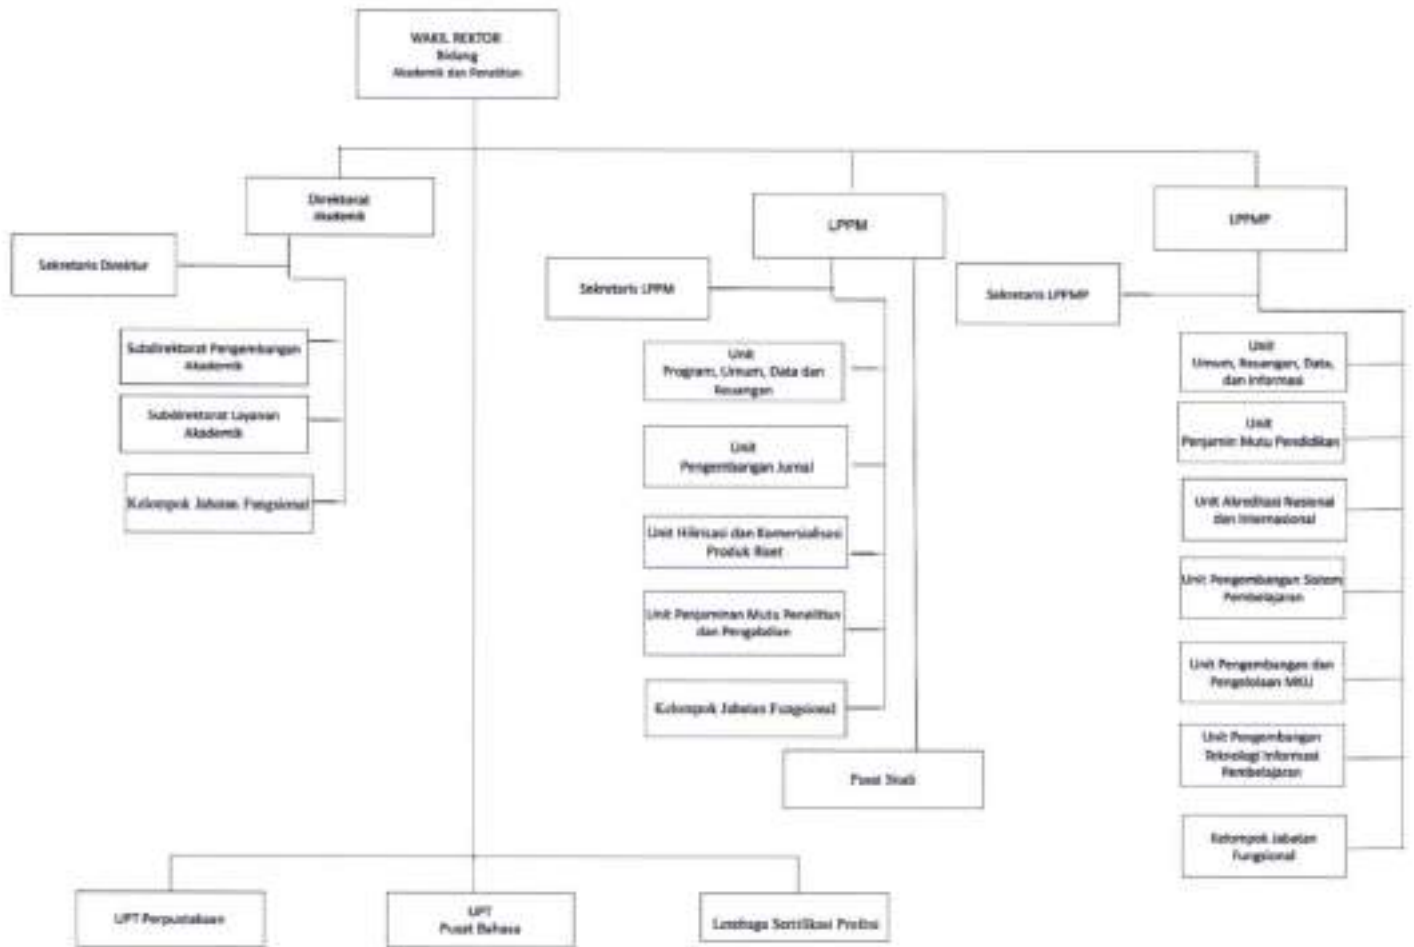 WAKIL REKTOR
Bidang
Akademik dan Penelitian
Direktorat
Akademik
LPPM
LPPMP
Sekretaris Direktur
Sekretaris LPPM
Sekretaris LPPMP
Subdirektorat Pengembangan
Akademik
Subdirektorat Layanan
Akademik
Kelompok Jabatan Fungsional
Unit
Program, Umum, Data dan
Keuangan
Unit
Pengembangan Jurnal
Unit Hilirisasi dan Komersialisasi
Produk Riset
Unit Penjaminan Mutu Penelitian
dan Pengabdian
Kelompok Jabatan Fungsional
Pusat Studi
Unit
Umum, Keuangan, Data,
dan Informasi
Unit
Penjamin Mutu Pendidikan
Unit Akreditasi Nasional
dan Internasional
Unit Pengembangan Sistem
Pembelajaran
Unit Pengembangan dan
Pengelolaan MKU
Unit Pengembangan
Teknologi Informasi
Pembelajaran
Kelompok Jabatan
Fungsional
UPT Perpustakaan
UPT
Pusat Bahasa
Lembaga Sertifikasi Profesi